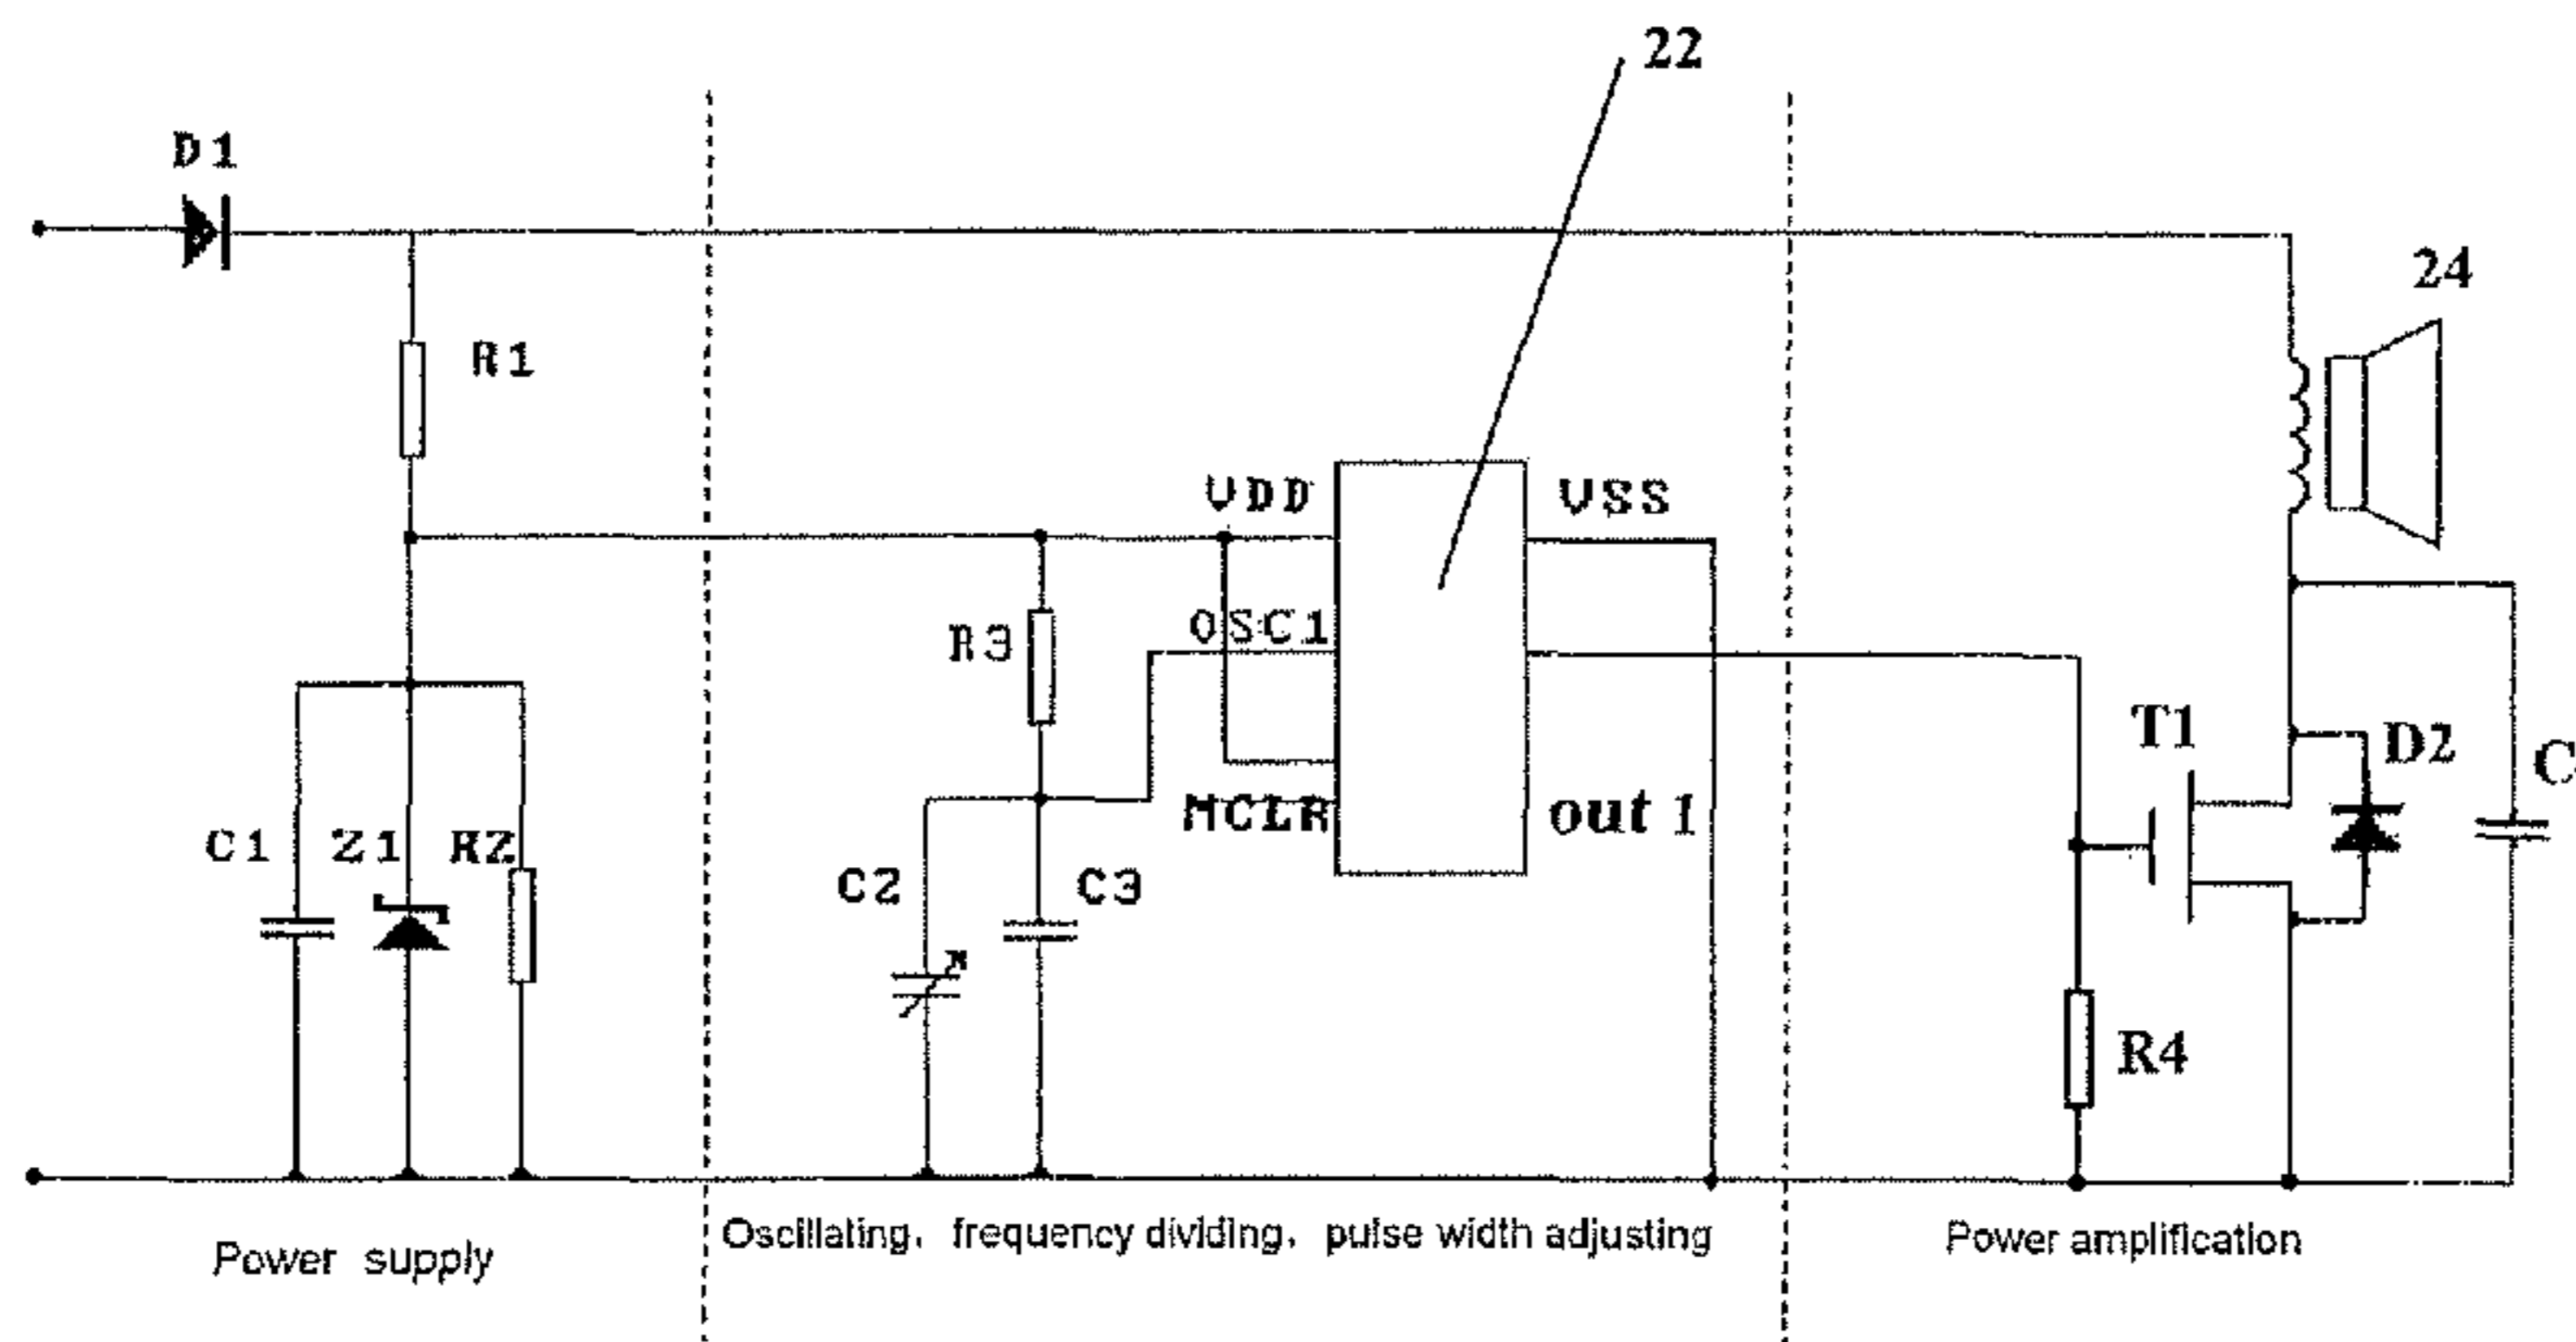 22
D1
24
R1
VDD
VSS
OSC1
R3
T1
D2
C
MCLR
out 1
C1
Z1
R2
C2
C3
R4
Oscillating, frequency dividing, pulse width adjusting
Power supply
Power amplification